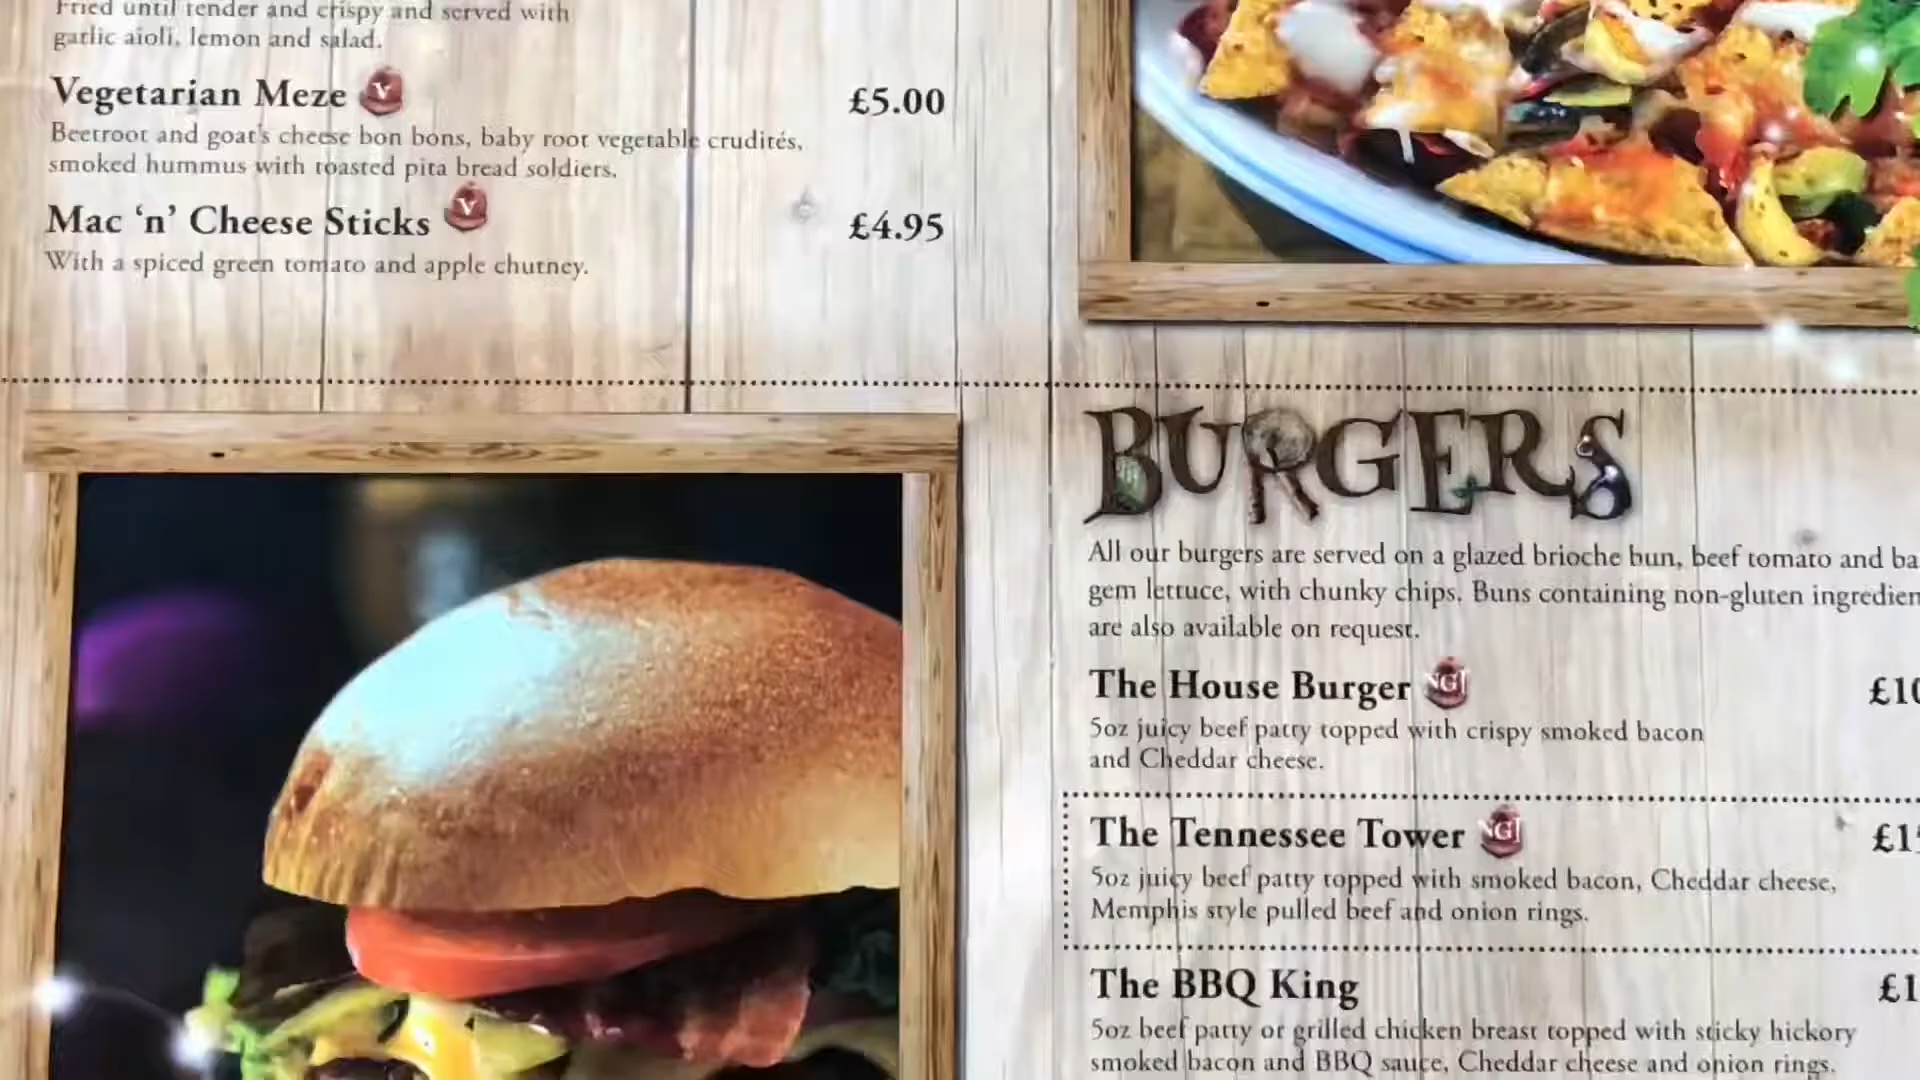 Fried until tender and crispy and served with
garlic aioli, lemon and salad.
Vegetarian Meze V £5.00
Beetroot and goat's cheese bon bons, baby root vegetable crudités,
smoked hummus with toasted pita bread soldiers.
Mac 'n' Cheese Sticks V £4.95
With a spiced green tomato and apple chutney.
BURGERS
All our burgers are served on a glazed brioche bun, beef tomato and
gem lettuce, with chunky chips. Buns containing non-gluten
are also available on request.
The House Burger NGI
5oz juicy beef patty topped with crispy smoked bacon
and Cheddar cheese.
The Tennessee Tower NGI
5oz juicy beef patty topped with smoked bacon, Cheddar cheese,
Memphis style pulled beef and onion rings.
The BBQ King
5oz beef patty or grilled chicken breast topped with sticky hickory
smoked bacon and BBQ sauce, Cheddar cheese and onion rings.